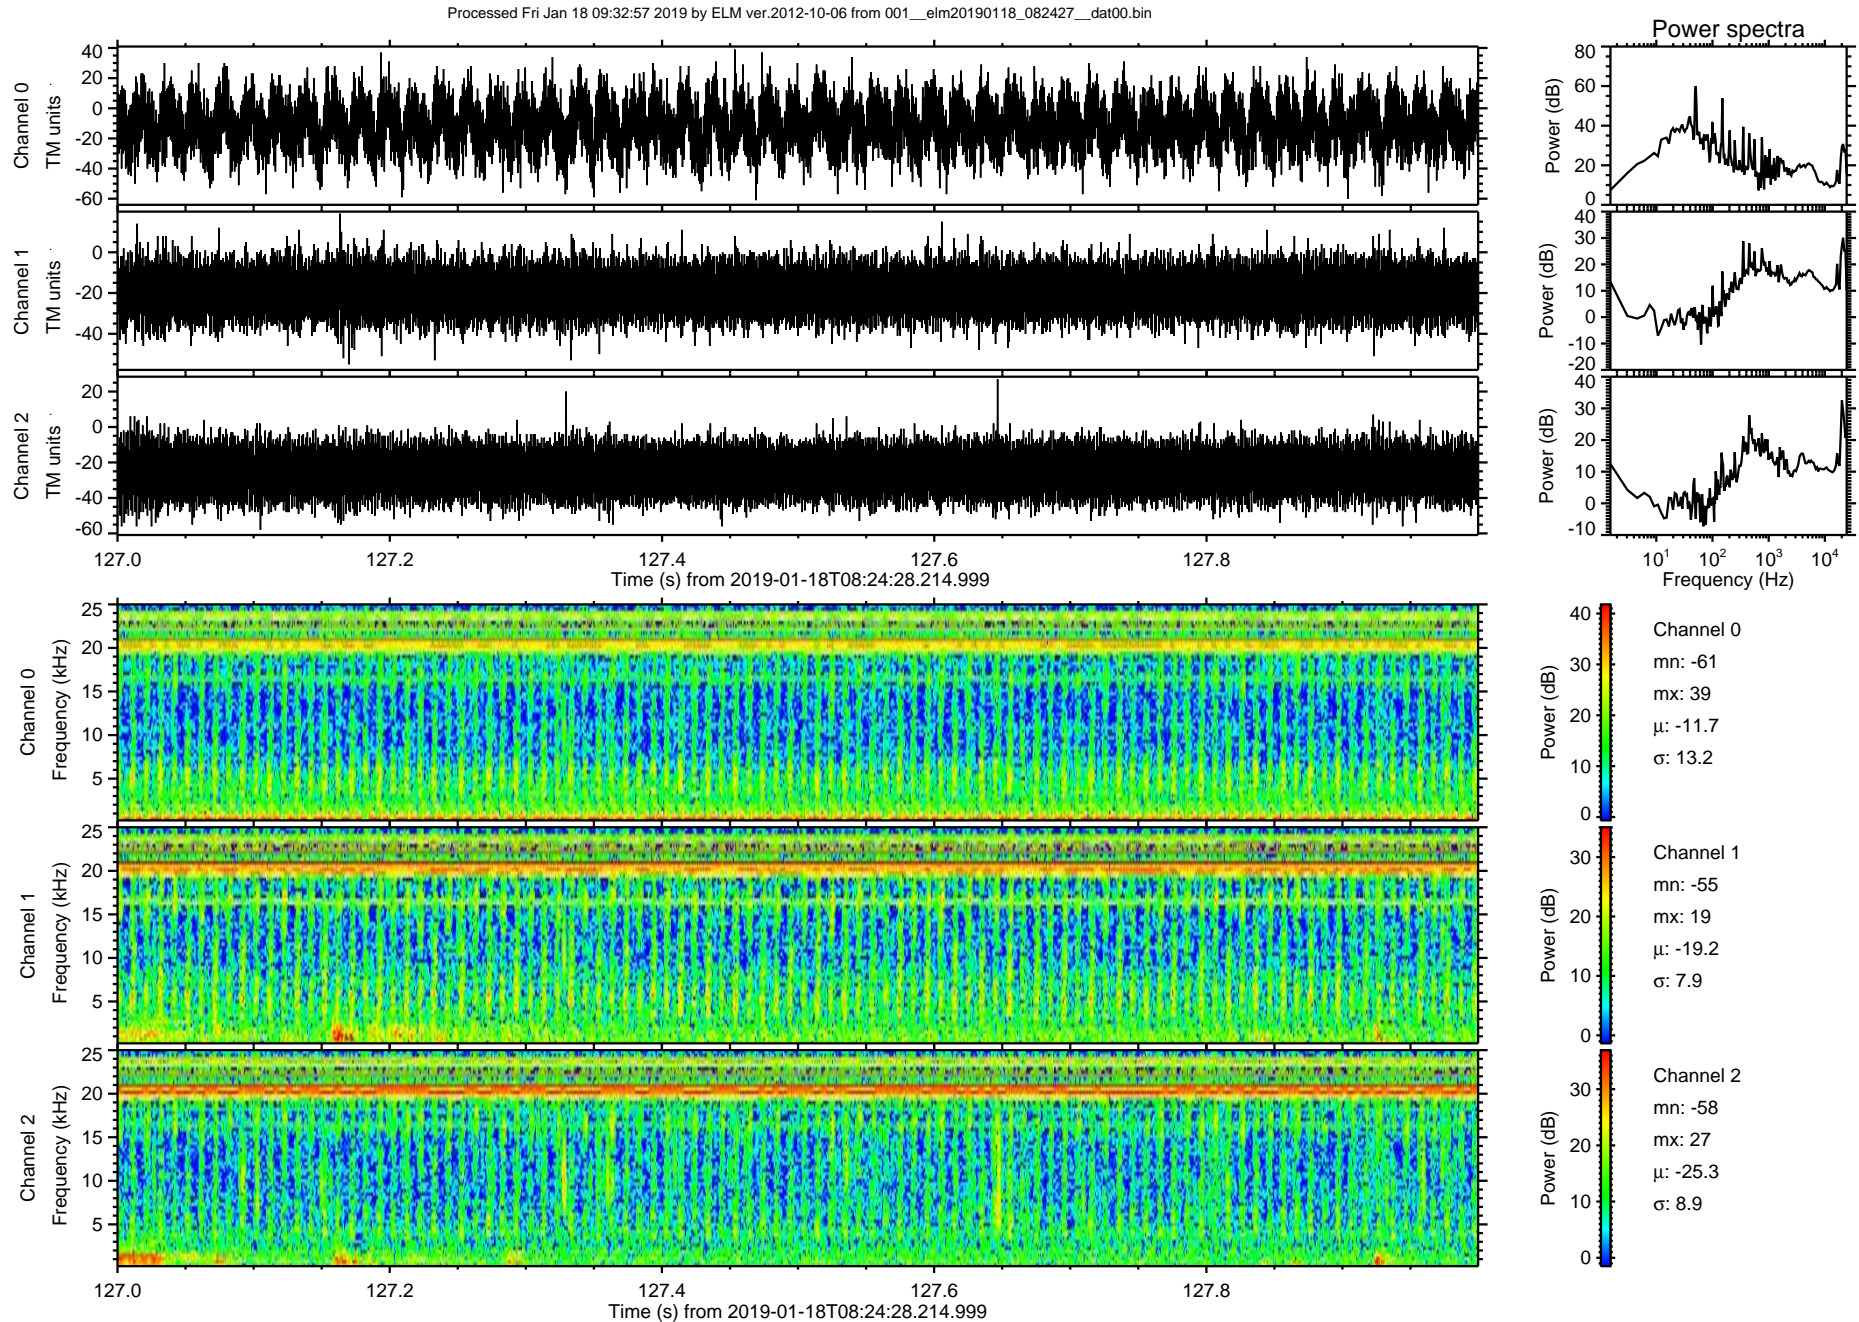 Processed Fri Jan 18 09:32:57 2019 by ELM ver.2012-10-06 from 001__elm20190118_082427__dat00.bin
Power spectra
Channel 0
TM units
40
20
0
-20
-40
-60
Power (dB)
80
60
40
20
0
Channel 1
TM units
0
-20
-40
Power (dB)
40
30
20
10
0
-10
-20
Channel 2
TM units
20
0
-20
-40
-60
Power (dB)
40
30
20
10
0
-10
127.0 127.2 127.4 127.6 127.8
Time (s) from 2019-01-18T08:24:28.214.999
10^1 10^2 10^3 10^4
Frequency (Hz)
Channel 0
Frequency (kHz)
25
20
15
10
5
Power (dB)
40
30
20
10
0
Channel 0
mn: -61
mx: 39
μ: -11.7
σ: 13.2
Channel 1
Frequency (kHz)
25
20
15
10
5
Power (dB)
30
20
10
0
Channel 1
mn: -55
mx: 19
μ: -19.2
σ: 7.9
Channel 2
Frequency (kHz)
25
20
15
10
5
Power (dB)
30
20
10
0
Channel 2
mn: -58
mx: 27
μ: -25.3
σ: 8.9
127.0 127.2 127.4 127.6 127.8
Time (s) from 2019-01-18T08:24:28.214.999